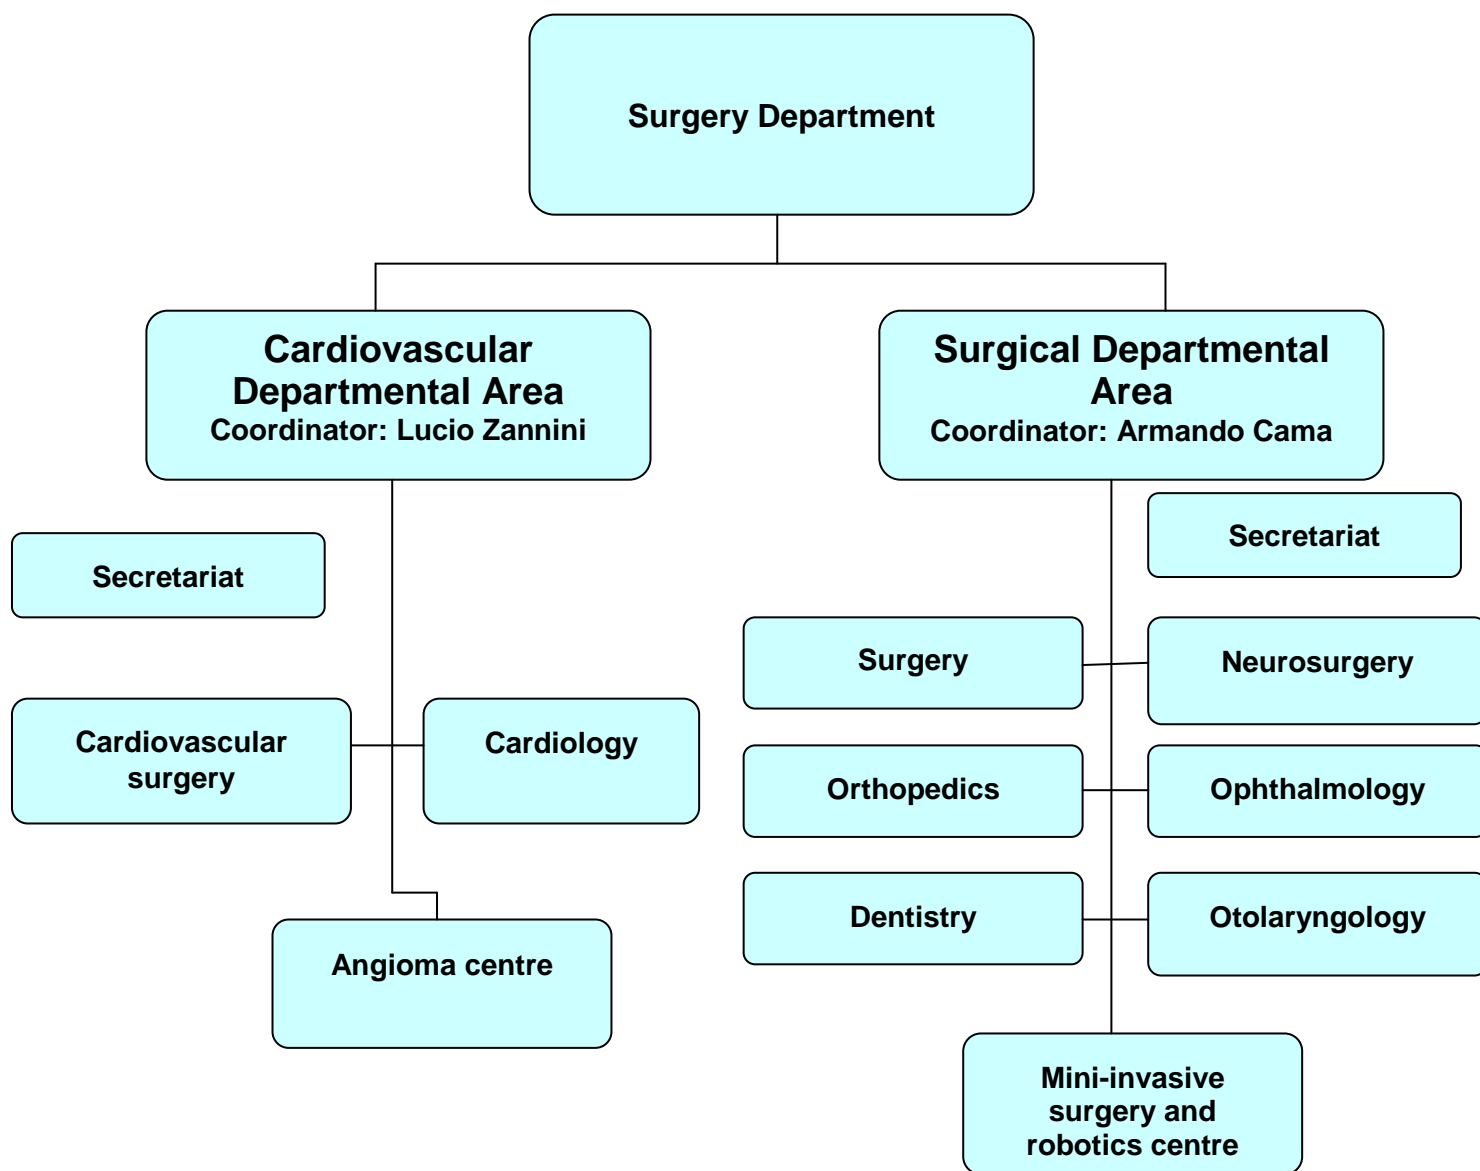 Surgery Department
Cardiovascular
Departmental Area
Coordinator: Lucio Zannini
Surgical Departmental
Area
Coordinator: Armando Cama
Secretariat
Secretariat
Surgery
Neurosurgery
Cardiovascular
surgery
Cardiology
Orthopedics
Ophthalmology
Dentistry
Otolaryngology
Angioma centre
Mini-invasive
surgery and
robotics centre